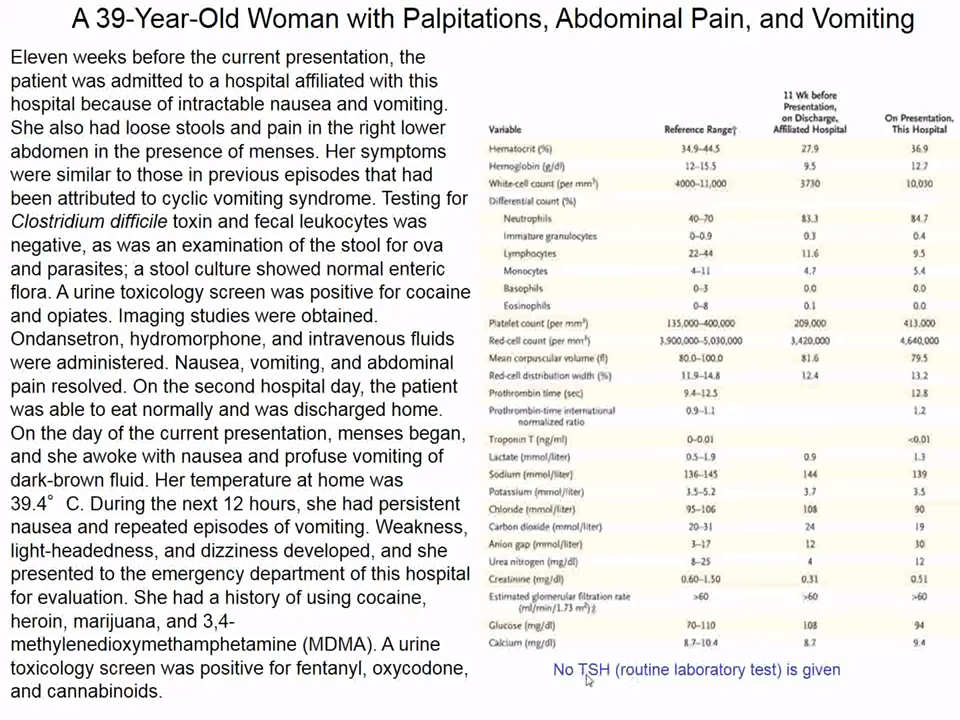 A 39-Year-Old Woman with Palpitations, Abdominal Pain, and Vomiting
Eleven weeks before the current presentation, the
patient was admitted to a hospital affiliated with this
hospital because of intractable nausea and vomiting.
She also had loose stools and pain in the right lower
abdomen in the presence of menses. Her symptoms
were similar to those in previous episodes that had
been attributed to cyclic vomiting syndrome. Testing for
Clostridium difficile toxin and fecal leukocytes was
negative, as was an examination of the stool for ova
and parasites; a stool culture showed normal enteric
flora. A urine toxicology screen was positive for cocaine
and opiates. Imaging studies were obtained.
Ondansetron, hydromorphone, and intravenous fluids
were administered. Nausea, vomiting, and abdominal
pain resolved. On the second hospital day, the patient
was able to eat normally and was discharged home.
On the day of the current presentation, menses began,
and she awoke with nausea and profuse vomiting of
dark-brown fluid. Her temperature at home was
39.4° C. During the next 12 hours, she had persistent
nausea and repeated episodes of vomiting. Weakness,
light-headedness, and dizziness developed, and she
presented to the emergency department of this hospital
for evaluation. She had a history of using cocaine,
heroin, marijuana, and 3,4-
methylenedioxymethamphetamine (MDMA). A urine
toxicology screen was positive for fentanyl, oxycodone,
and cannabinoids.
11 Wk before
Presentation,
on Discharge,
Affiliated Hospital
On Presentation,
This Hospital
Variable Reference Range†
Hematocrit (%) 34.9–44.5 27.9 36.9
Hemoglobin (g/dl) 12–15.5 9.5 12.7
White-cell count (per mm³) 4000–11,000 3730 10,030
Differential count (%)
Neutrophils 40–70 83.3 84.7
Immature granulocytes 0–0.9 0.3 0.4
Lymphocytes 22–44 11.6 9.5
Monocytes 4–11 4.7 5.4
Basophils 0–3 0.0 0.0
Eosinophils 0–8 0.1 0.0
Platelet count (per mm³) 135,000–400,000 209,000 413,000
Red-cell count (per mm³) 3,900,000–5,030,000 3,420,000 4,640,000
Mean corpuscular volume (fl) 80.0–100.0 81.6 79.5
Red-cell distribution width (%) 11.9–14.8 12.4 13.2
Prothrombin time (sec) 9.4–12.5 12.8
Prothrombin-time international
normalized ratio 0.9–1.1 1.2
Troponin T (ng/ml) 0–0.01 <0.01
Lactate (mmol/liter) 0.5–1.9 0.9 1.3
Sodium (mmol/liter) 136–145 144 139
Potassium (mmol/liter) 3.5–5.2 3.7 3.5
Chloride (mmol/liter) 95–106 108 90
Carbon dioxide (mmol/liter) 20–31 24 19
Anion gap (mmol/liter) 3–17 12 30
Urea nitrogen (mg/dl) 8–25 4 12
Creatinine (mg/dl) 0.60–1.50 0.31 0.51
Estimated glomerular filtration rate
(ml/min/1.73 m²)‡ >60 >60 >60
Glucose (mg/dl) 70–110 108 94
Calcium (mg/dl) 8.7–10.4 8.7 9.4
No TSH (routine laboratory test) is given